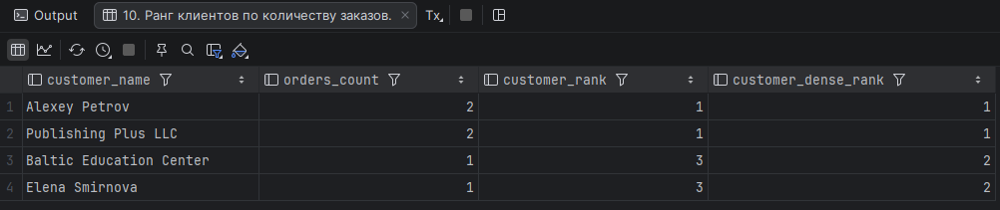 Output 10. Ранг клиентов по количеству заказов. Tx
customer_name orders_count customer_rank customer_dense_rank
1 Alexey Petrov 2 1 1
2 Publishing Plus LLC 2 1 1
3 Baltic Education Center 1 3 2
4 Elena Smirnova 1 3 2